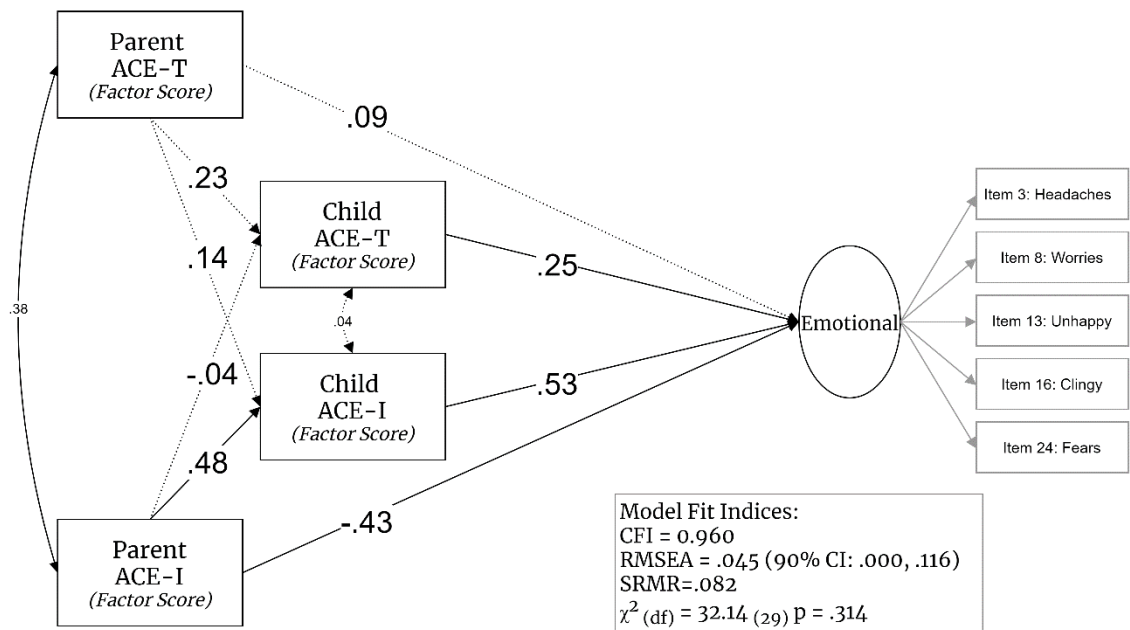 Parent
ACE-T
(Factor Score)
.09
.23
Child
ACE-T
(Factor Score)
.14
.25
.38
.04
Emotional
Item 3: Headaches
Item 8: Worries
Item 13: Unhappy
Item 16: Clingy
Item 24: Fears
-.04
Child
ACE-I
(Factor Score)
.53
.48
-.43
Parent
ACE-I
(Factor Score)
Model Fit Indices:
CFI = 0.960
RMSEA = .045 (90% CI: .000, .116)
SRMR=.082
χ² (df) = 32.14 (29) p = .314